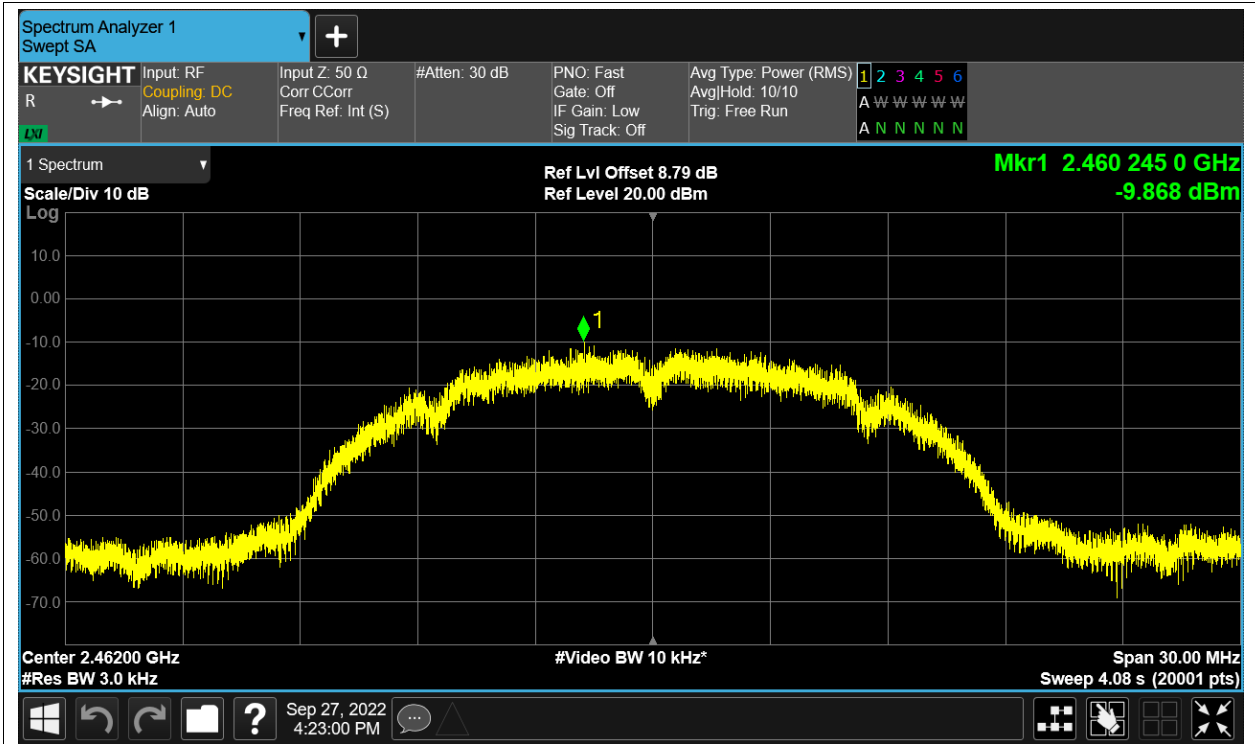 Spectrum Analyzer 1
Swept SA
KEYSIGHT
R
LXI
Input: RF
Coupling: DC
Align: Auto
Input Z: 50 Ω
Corr CCorr
Freq Ref: Int (S)
#Atten: 30 dB
PNO: Fast
Gate: Off
IF Gain: Low
Sig Track: Off
Avg Type: Power (RMS)
Avg|Hold: 10/10
Trig: Free Run
1 2 3 4 5 6
A W W W W W
A N N N N N
1 Spectrum
Scale/Div 10 dB
Log
Ref Lvl Offset 8.79 dB
Ref Level 20.00 dBm
Mkr1 2.460 245 0 GHz
-9.868 dBm
10.0
0.00
-10.0
-20.0
-30.0
-40.0
-50.0
-60.0
-70.0
1
Center 2.46200 GHz
#Video BW 10 kHz*
Span 30.00 MHz
#Res BW 3.0 kHz
Sweep 4.08 s (20001 pts)
?
Sep 27, 2022
4:23:00 PM